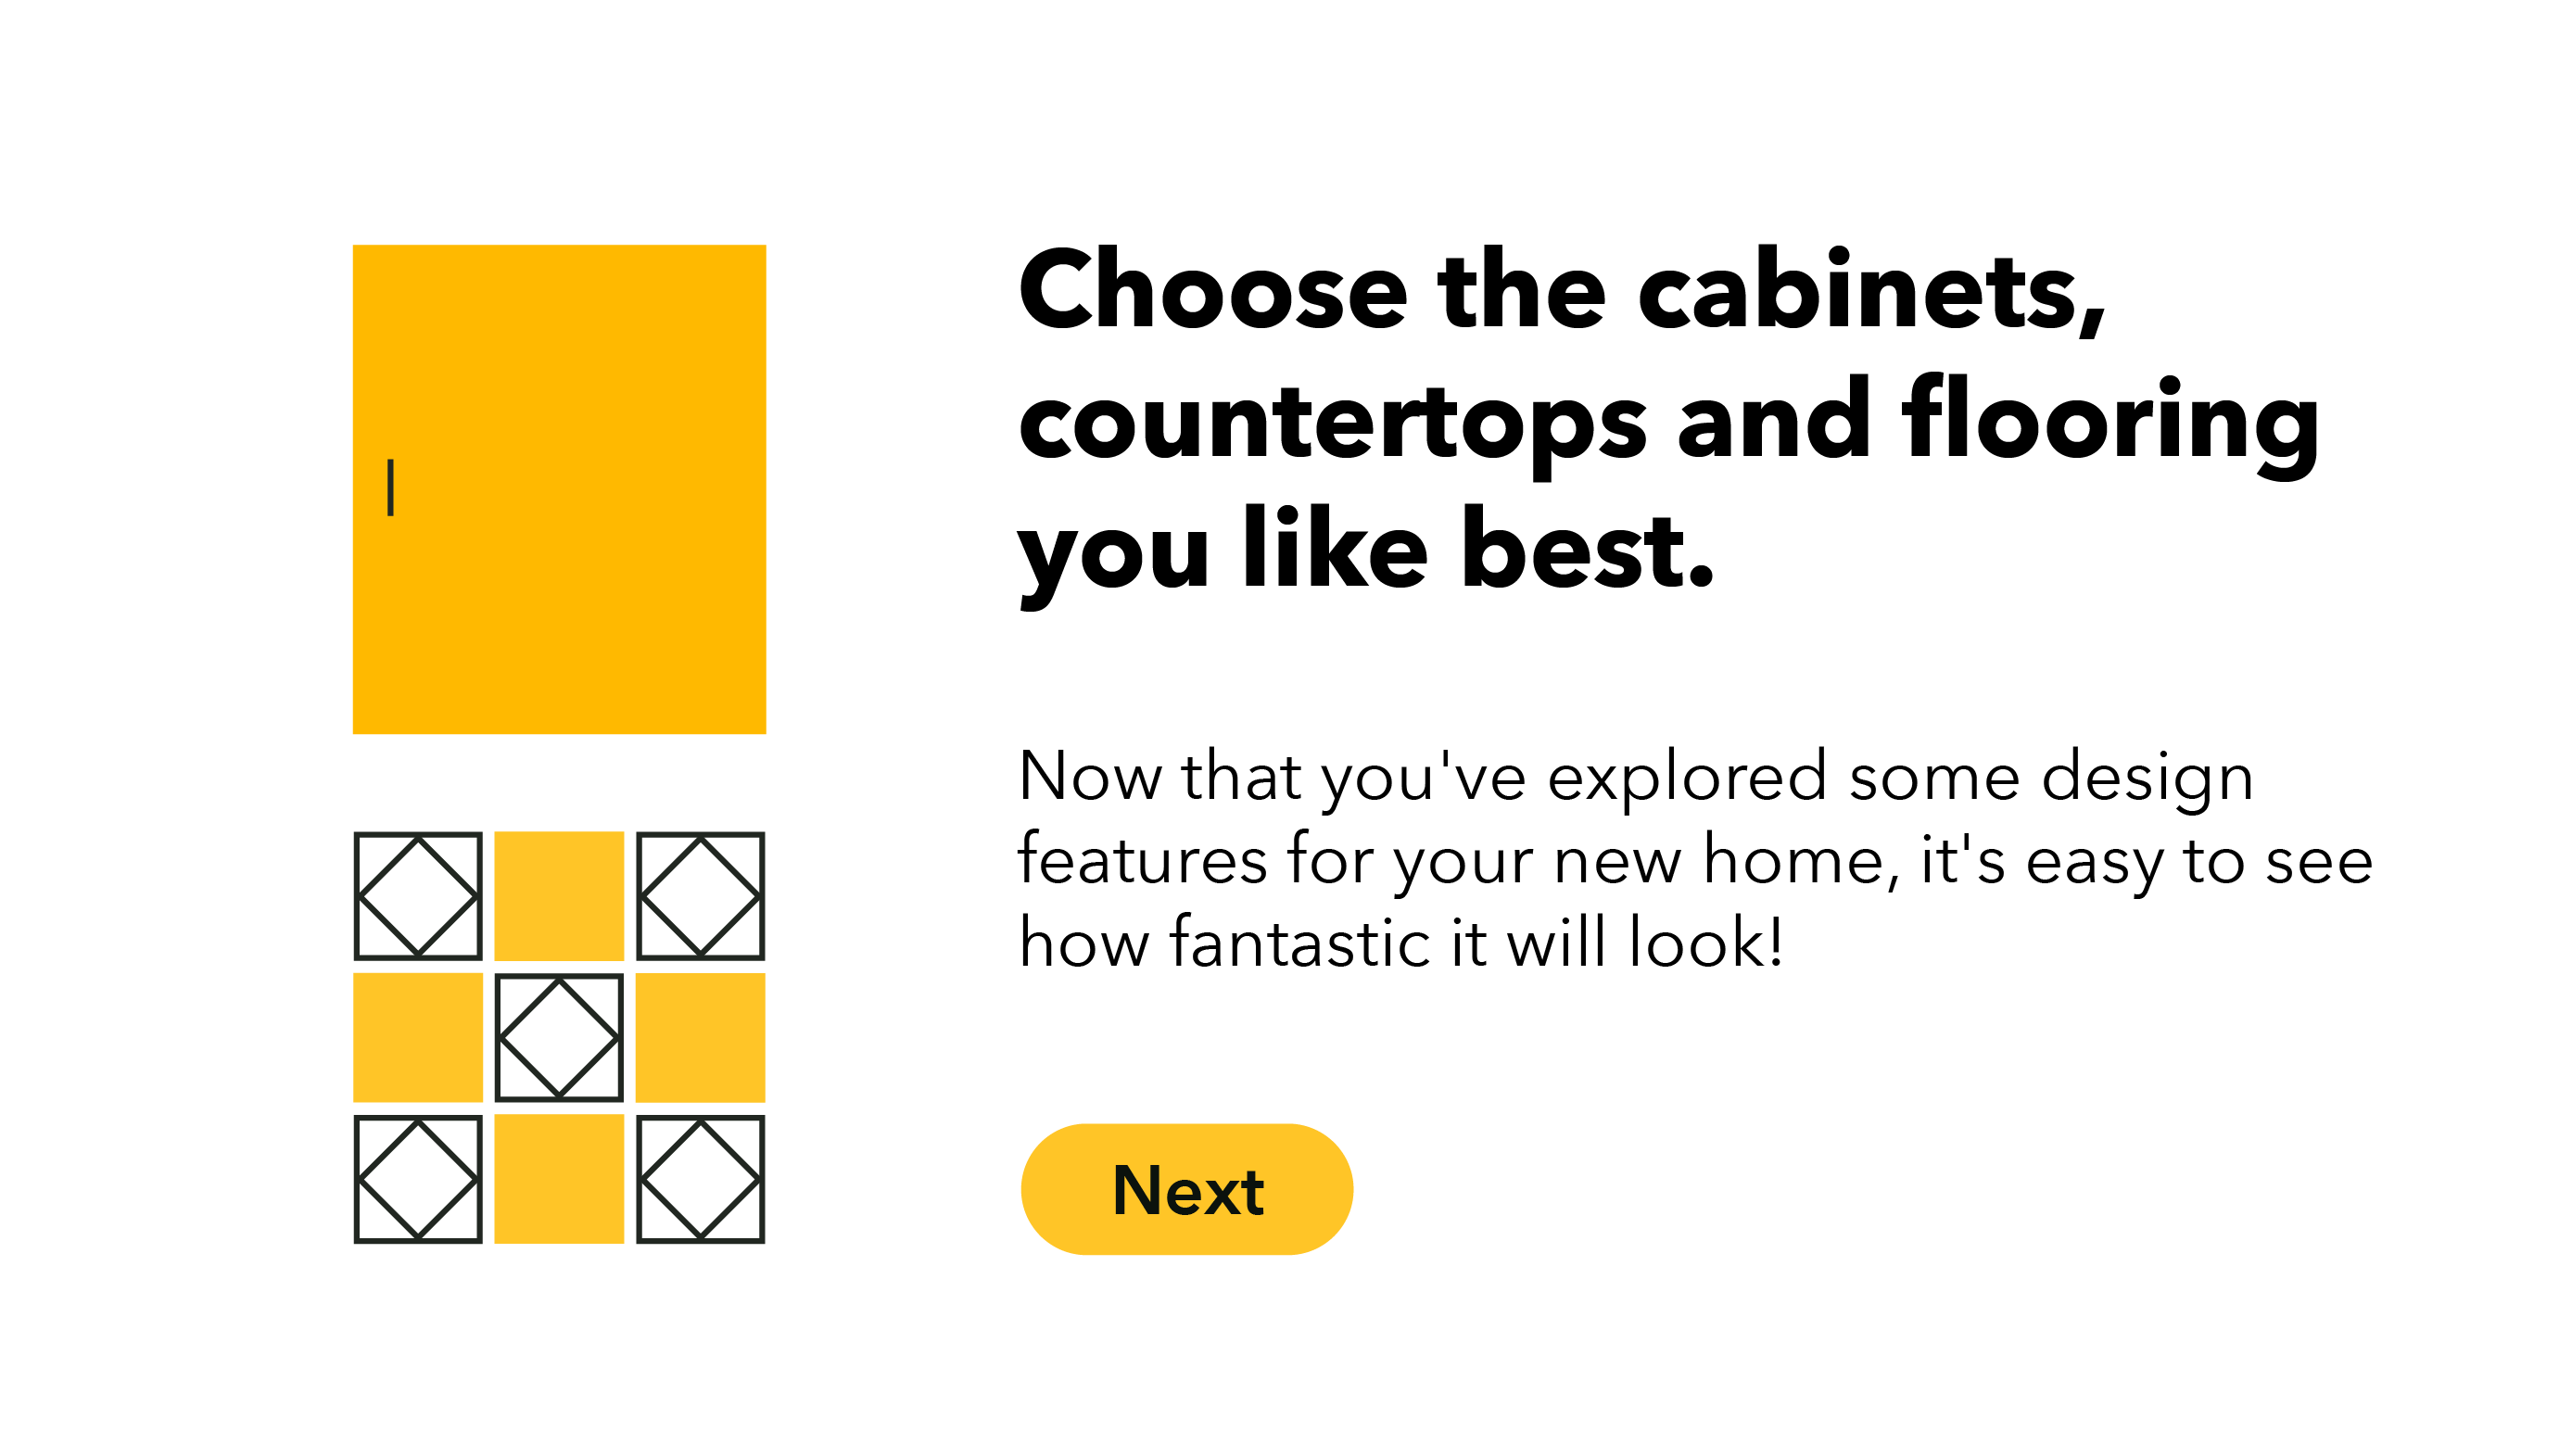 Choose the cabinets,
countertops and flooring
you like best.
Now that you've explored some design
features for your new home, it's easy to see
how fantastic it will look!
Next